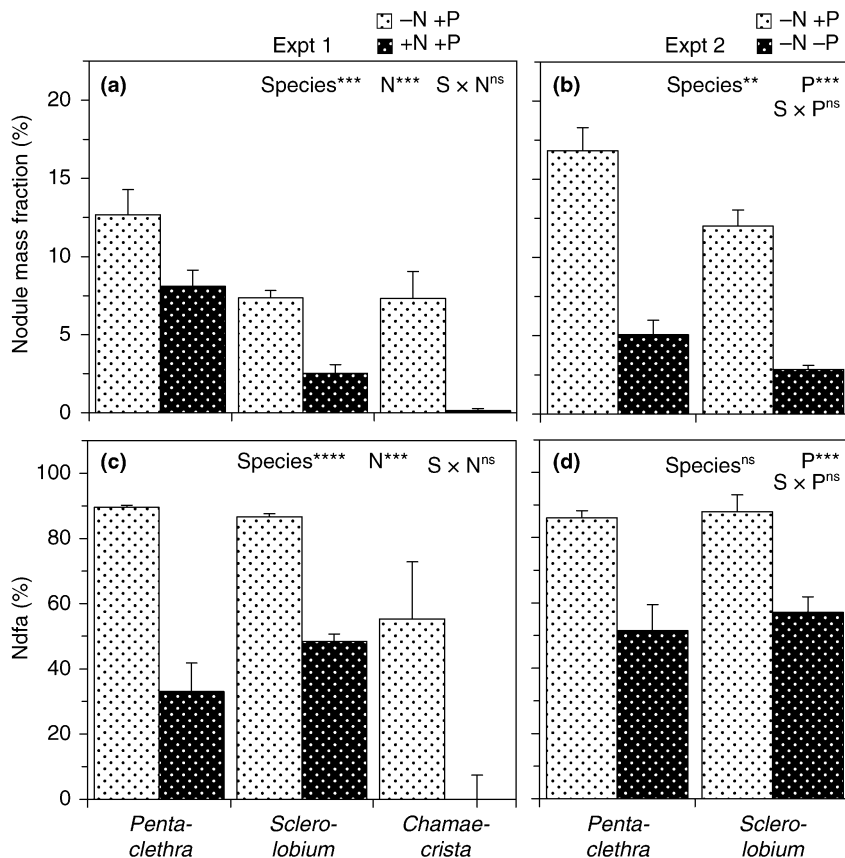 Expt 1
–N +P
+N +P
Expt 2
–N +P
–N –P
Nodule mass fraction (%)
20
15
10
5
0
(a)
Species*** N*** S × Nⁿˢ
(b)
Species** P***
S × Pⁿˢ
Ndfa (%)
100
80
60
40
20
0
(c)
Species**** N*** S × Nⁿˢ
(d)
Speciesⁿˢ P***
S × Pⁿˢ
Penta-
clethra
Sclero-
lobium
Chamae-
crista
Penta-
clethra
Sclero-
lobium